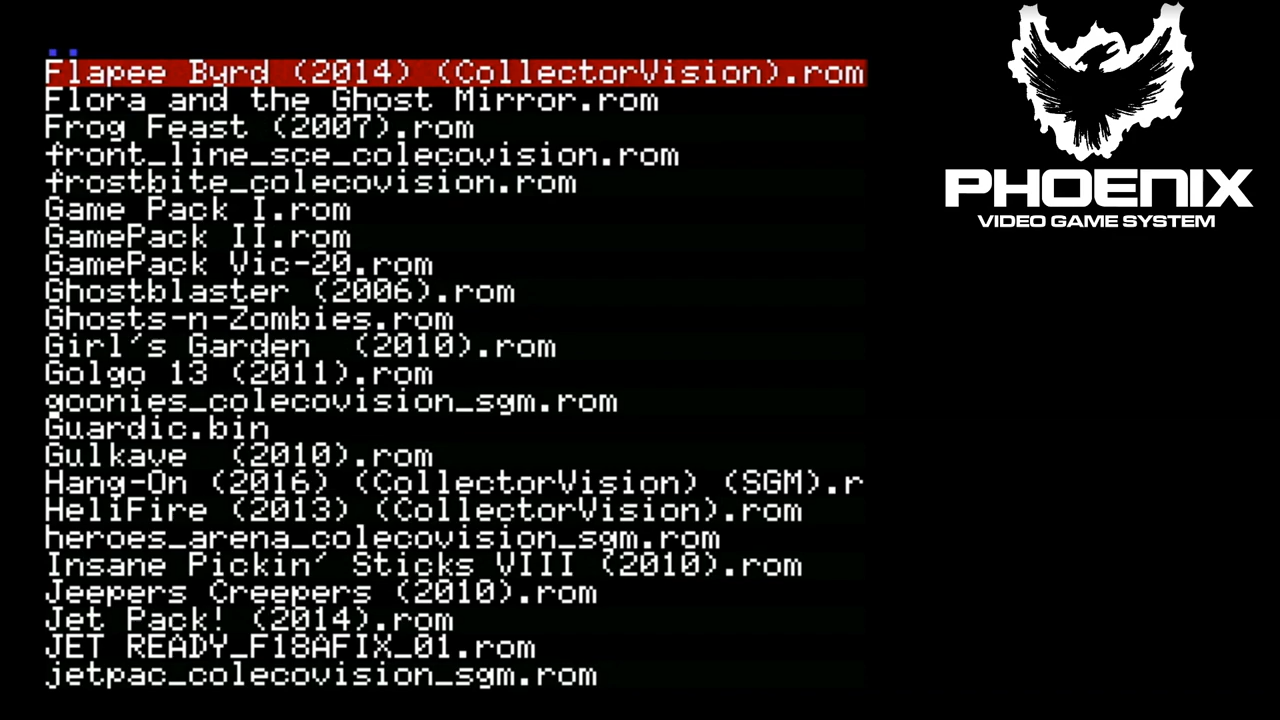 ..
Flapee Byrd (2014) (CollectorVision).rom
Flora and the Ghost Mirror.rom
Frog Feast (2007).rom
front_line_sce_colecovision.rom
frostbite_colecovision.rom
Game Pack I.rom
GamePack II.rom
GamePack Vic-20.rom
Ghostblaster (2006).rom
Ghosts-n-Zombies.rom
Girl's Garden  (2010).rom
Golgo 13 (2011).rom
goonies_colecovision_sgm.rom
Guardic.bin
Gulkave  (2010).rom
Hang-On (2016) (CollectorVision) (SGM).r
HeliFire (2013) (CollectorVision).rom
heroes_arena_colecovision_sgm.rom
Insane Pickin' Sticks VIII (2010).rom
Jeepers Creepers (2010).rom
Jet Pack! (2014).rom
JET READY_F18AFIX_01.rom
jetpac_colecovision_sgm.rom
PHOENIX
VIDEO GAME SYSTEM